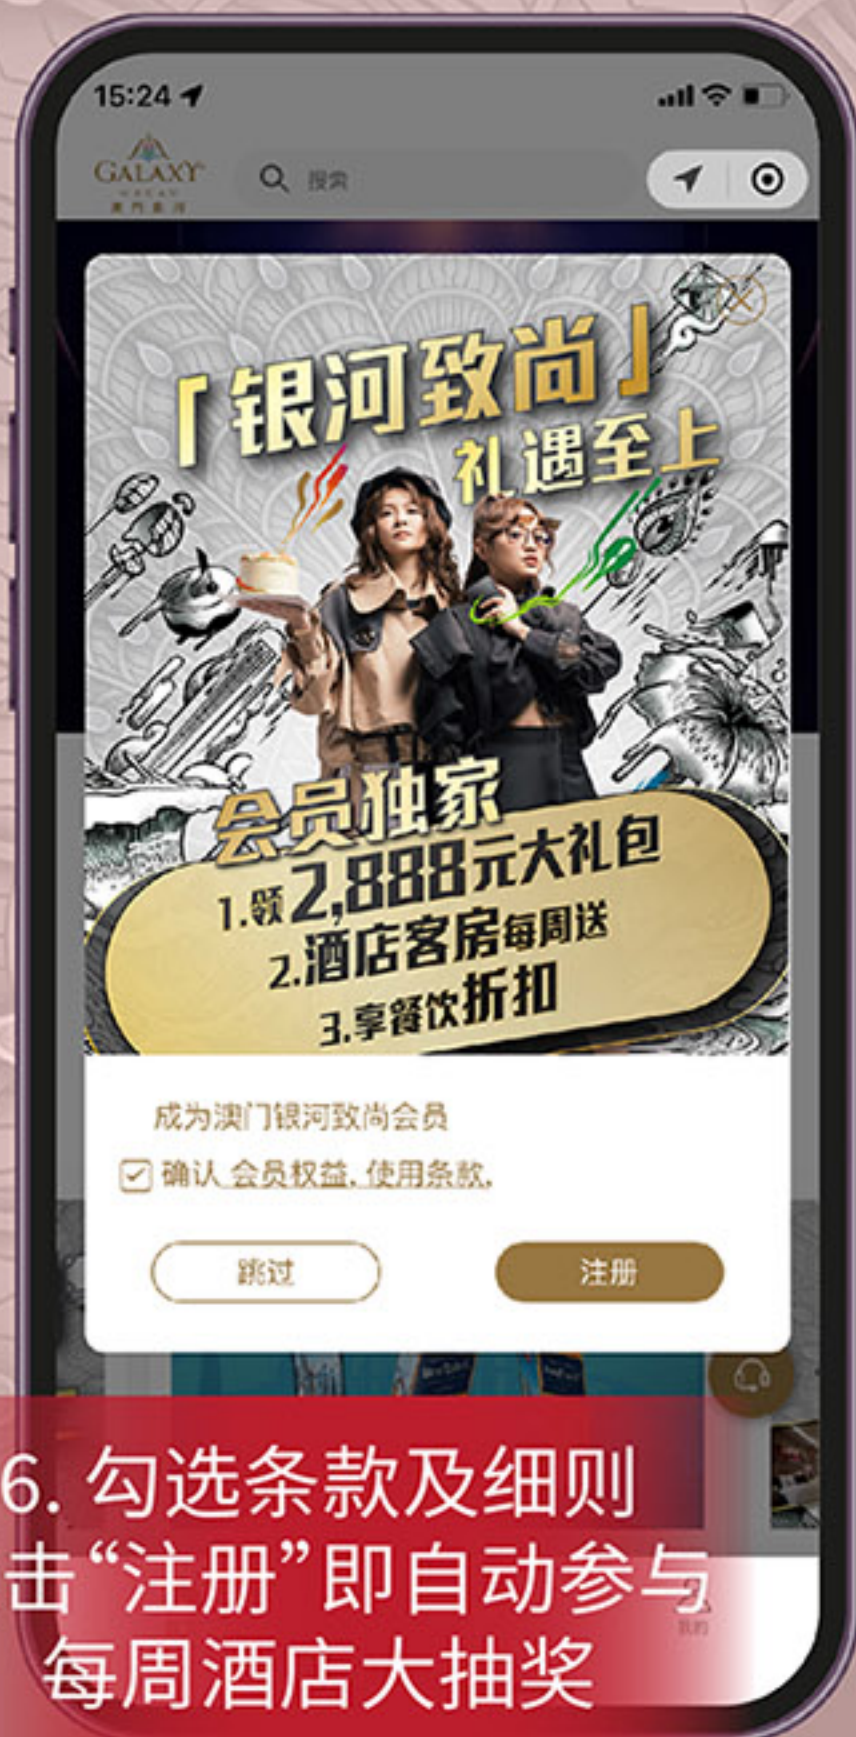 15:24
GALAXY
MACAU
澳門銀河
搜索
「银河致尚」
礼遇至上
会员独家
1.领2,888元大礼包
2.酒店客房每周送
3.享餐饮折扣
成为澳门银河致尚会员
确认 会员权益, 使用条款,
跳过
注册
6. 勾选条款及细则
击“注册”即自动参与
每周酒店大抽奖
我的